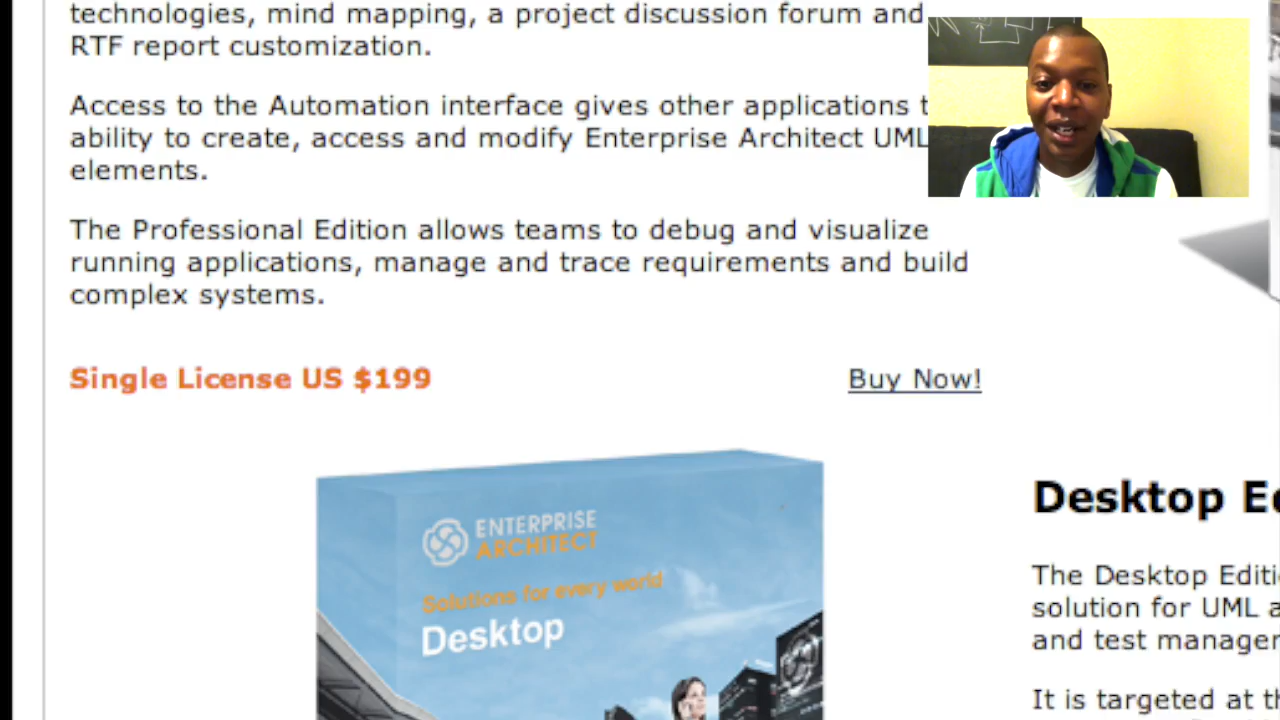 technologies, mind mapping, a project discussion forum and
RTF report customization.
Access to the Automation interface gives other applications
ability to create, access and modify Enterprise Architect UML
elements.
The Professional Edition allows teams to debug and visualize
running applications, manage and trace requirements and build
complex systems.
Single License US $199
Buy Now!
ENTERPRISE
ARCHITECT
Solutions for every world
Desktop
Desktop
The Desktop
solution for UML
and test
It is targeted at